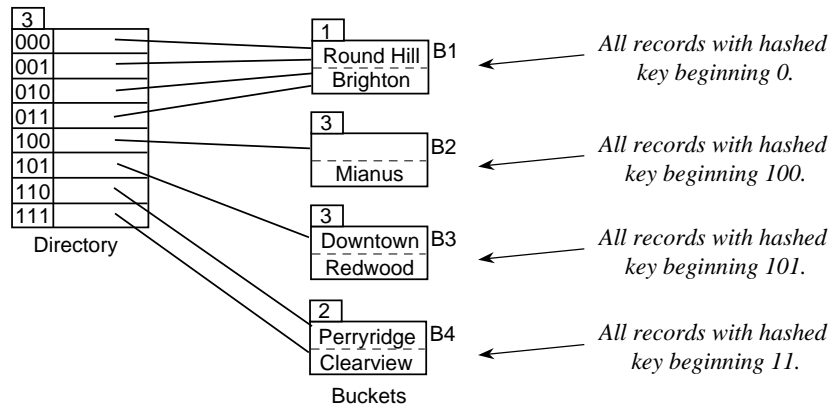 3
000
001
010
011
100
101
110
111
Directory
1
Round Hill
Brighton
B1
3
Mianus
B2
3
Downtown
Redwood
B3
2
Perryridge
Clearview
B4
Buckets
All records with hashed
key beginning 0.
All records with hashed
key beginning 100.
All records with hashed
key beginning 101.
All records with hashed
key beginning 11.